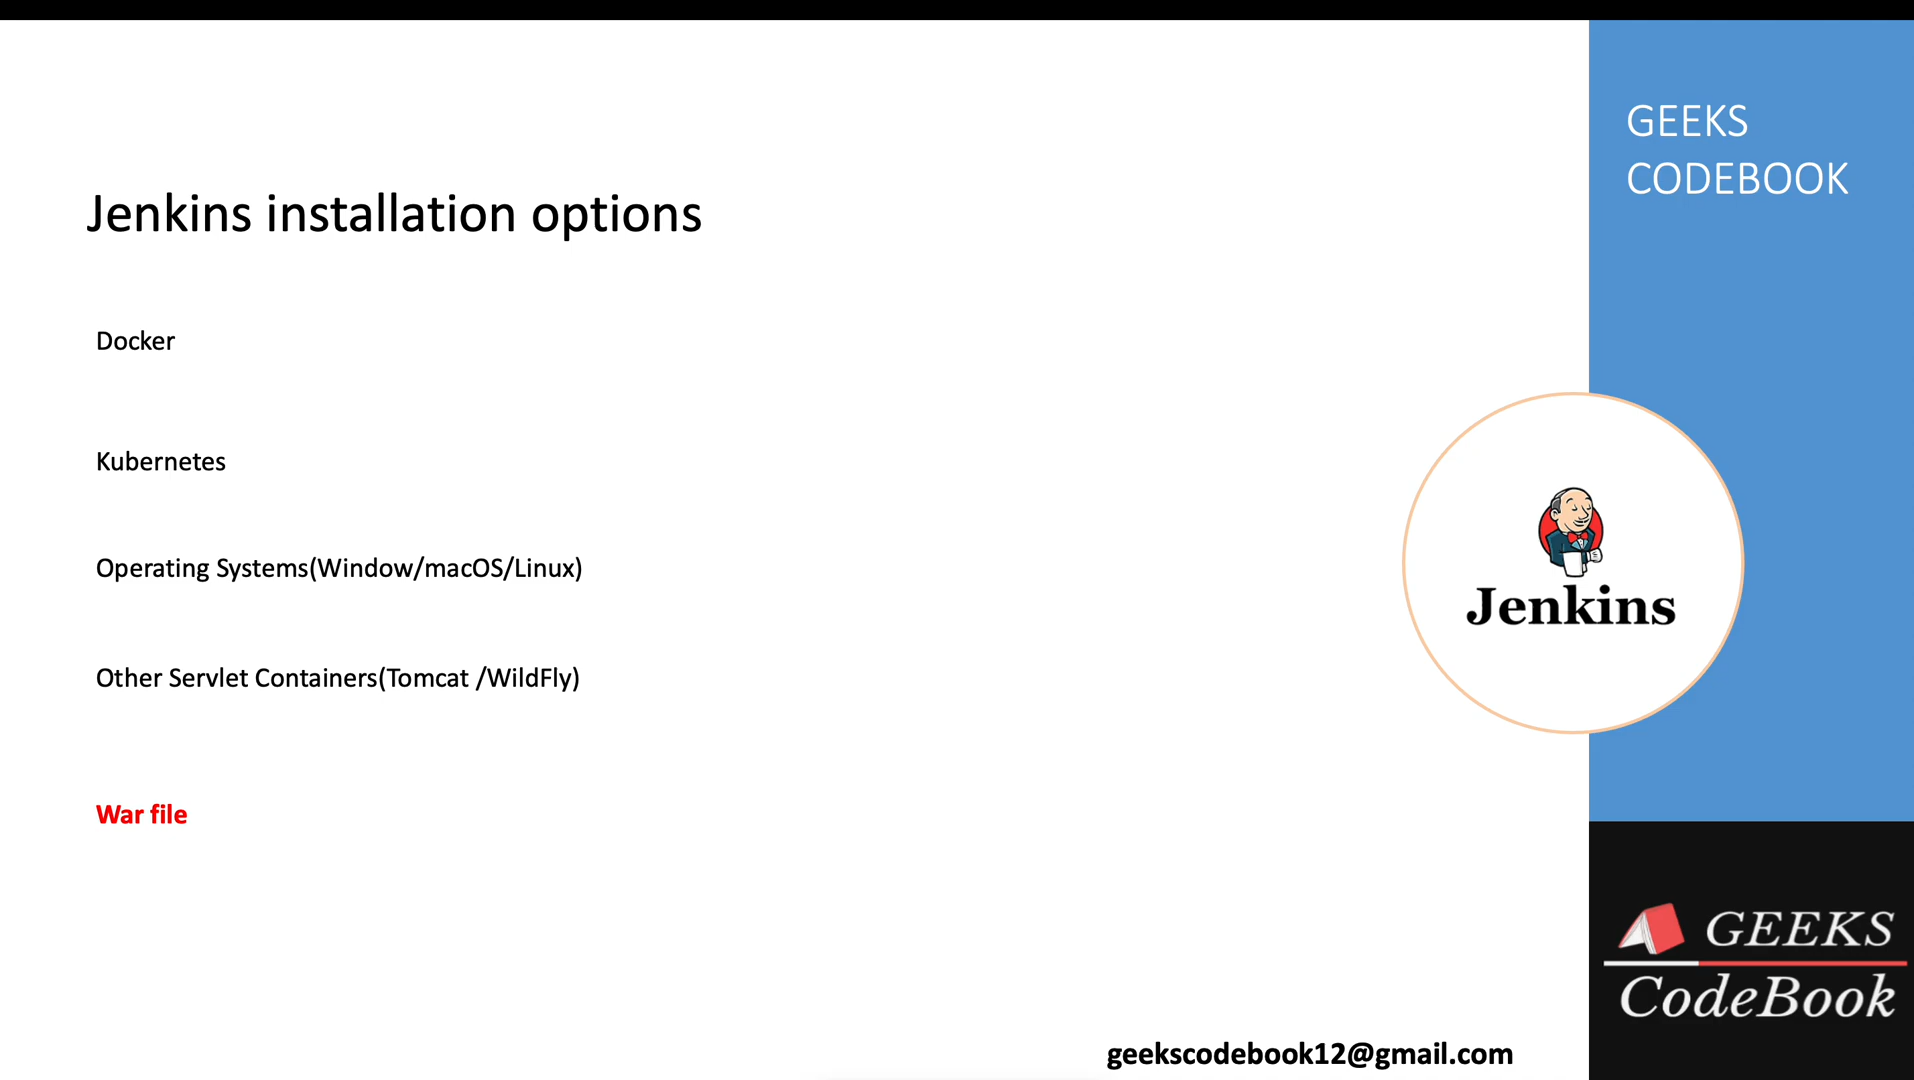 GEEKS
CODEBOOK
Jenkins installation options
Docker
Kubernetes
Operating Systems(Window/macOS/Linux)
Other Servlet Containers(Tomcat /WildFly)
War file
Jenkins
GEEKS
CodeBook
geekscodebook12@gmail.com